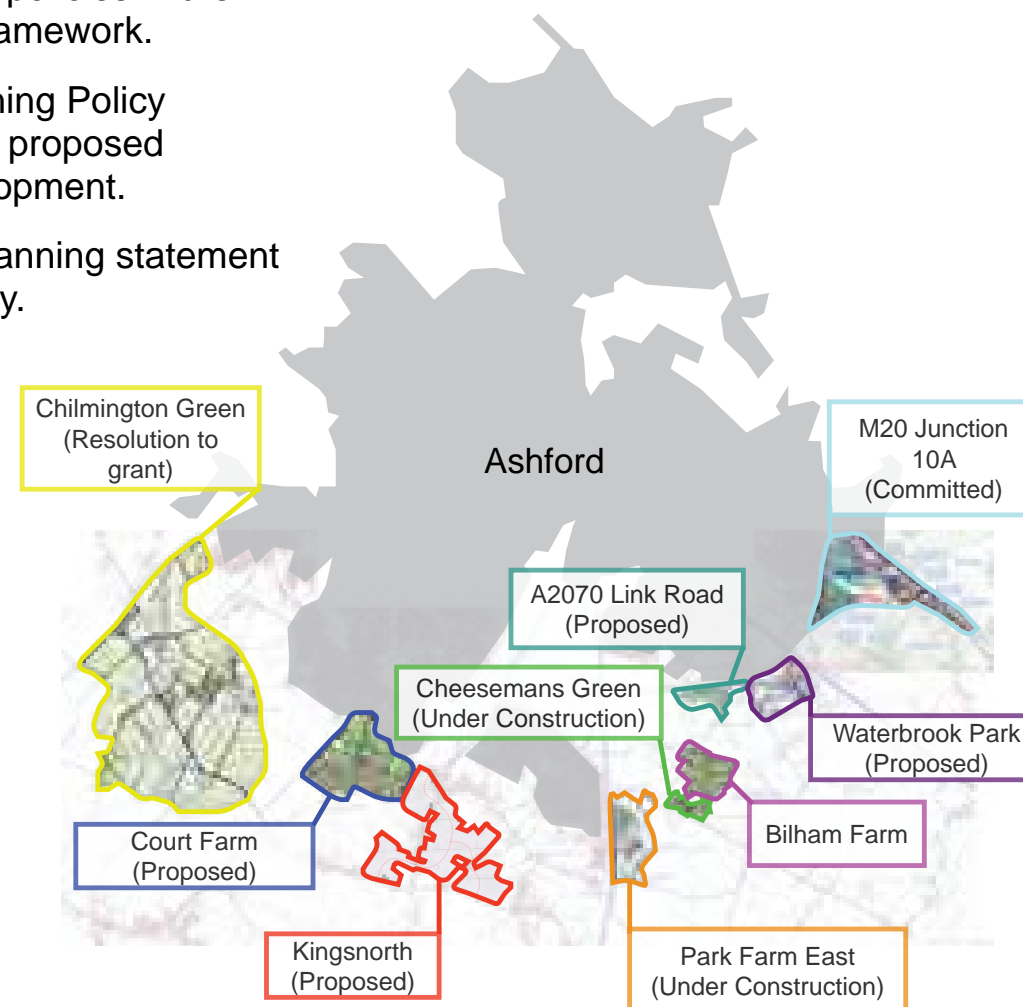 ramework.
ning Policy
proposed
opment.
anning statement
y.
Chilmington Green
(Resolution to
grant)
Ashford
M20 Junction
10A
(Committed)
A2070 Link Road
(Proposed)
Cheesemans Green
(Under Construction)
Waterbrook Park
(Proposed)
Court Farm
(Proposed)
Bilham Farm
Kingsnorth
(Proposed)
Park Farm East
(Under Construction)